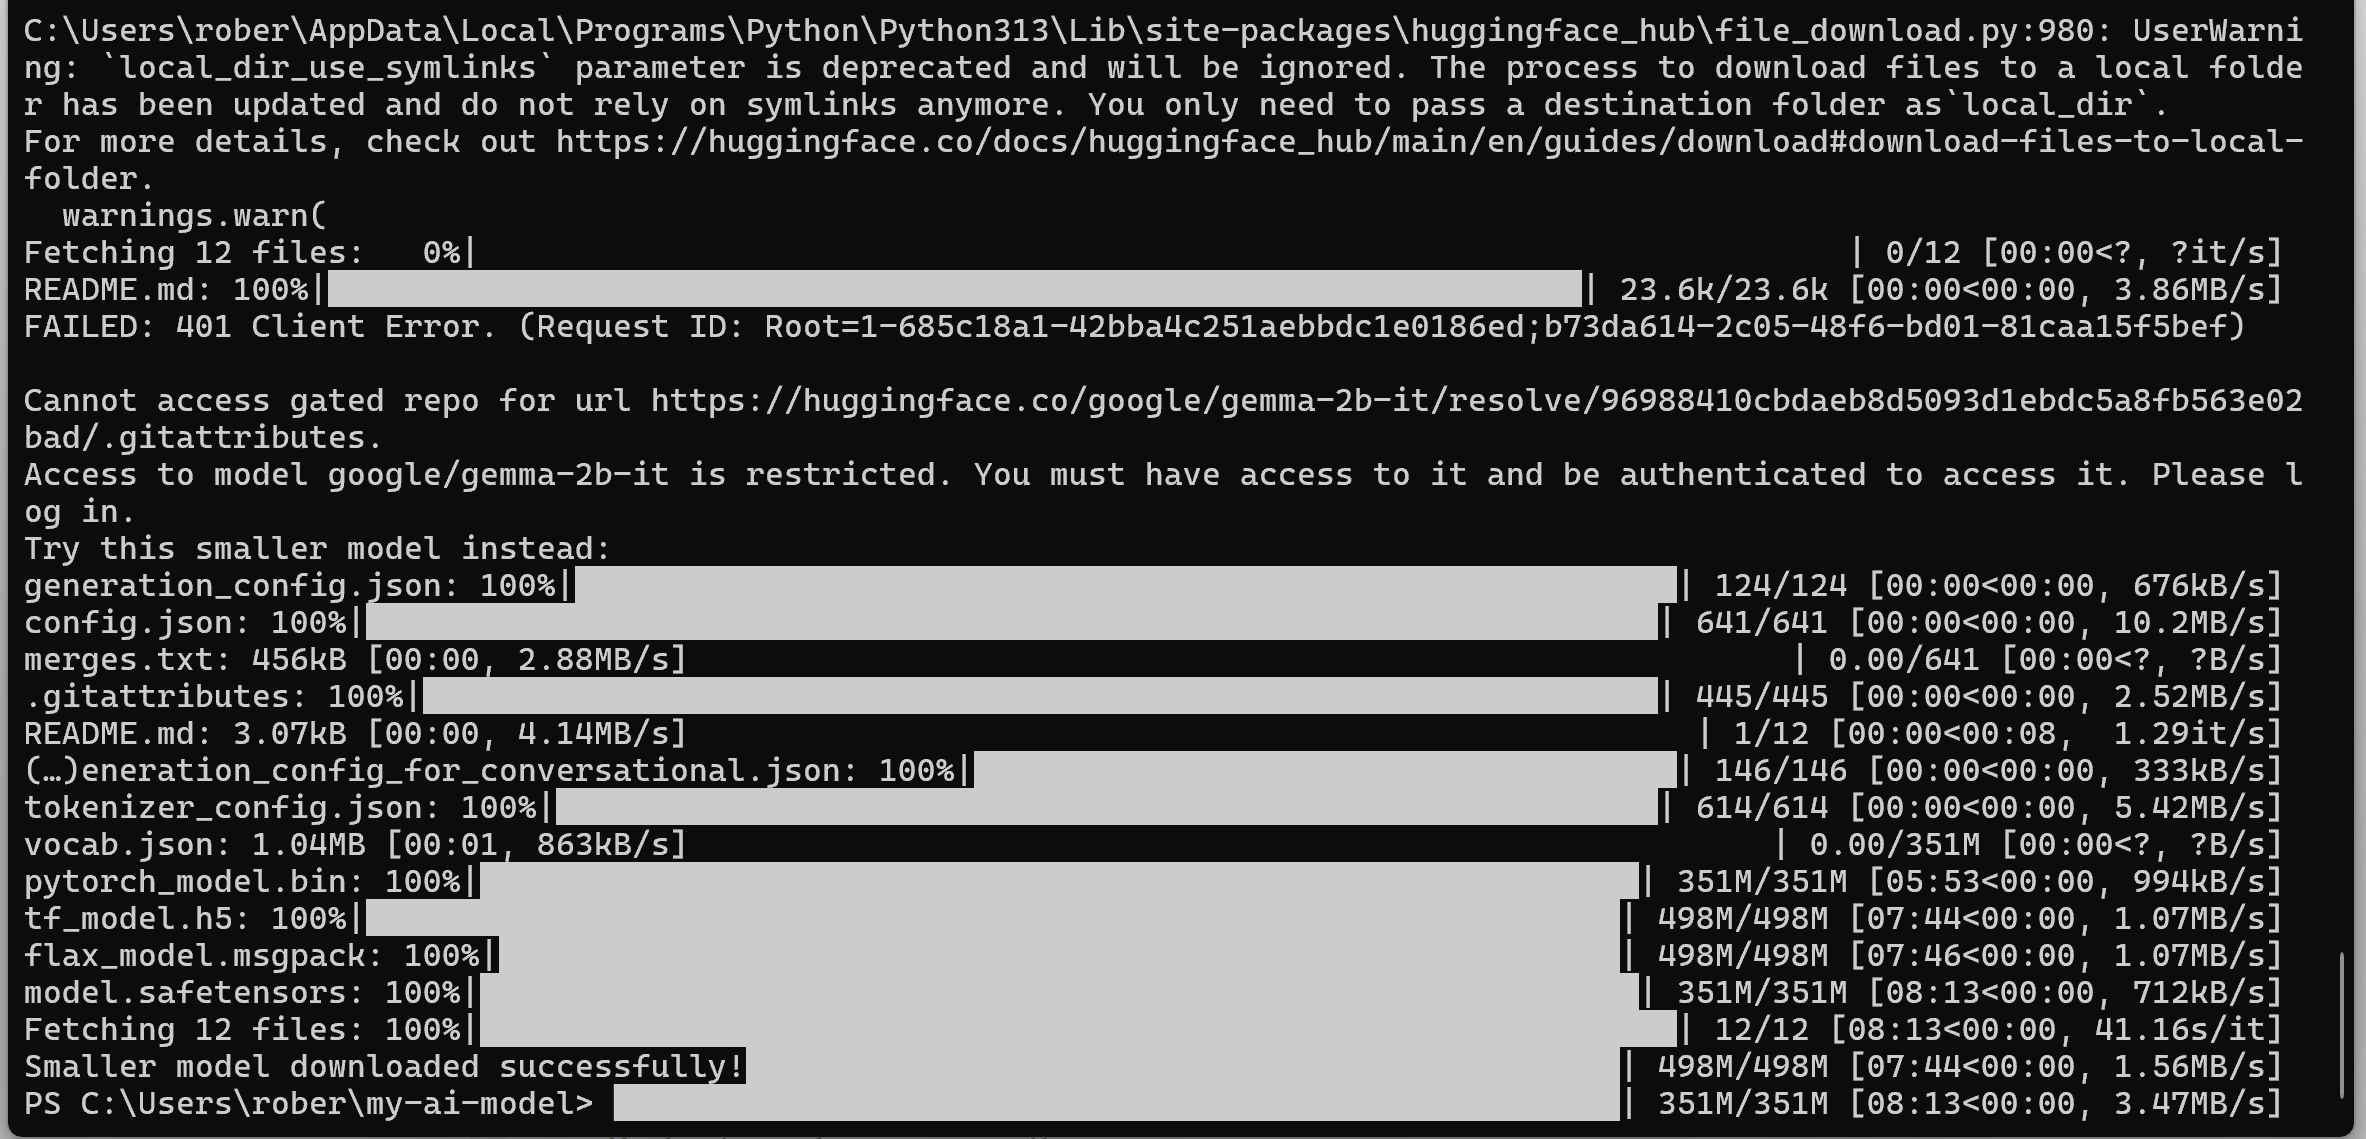 C:\Users\rober\AppData\Local\Programs\Python\Python313\Lib\site-packages\huggingface_hub\file_download.py:980: UserWarni
ng: `local_dir_use_symlinks` parameter is deprecated and will be ignored. The process to download files to a local folde
r has been updated and do not rely on symlinks anymore. You only need to pass a destination folder as`local_dir`.
For more details, check out https://huggingface.co/docs/huggingface_hub/main/en/guides/download#download-files-to-local-
folder.
  warnings.warn(
Fetching 12 files:   0%| | 0/12 [00:00<?, ?it/s]
README.md: 100%| | 23.6k/23.6k [00:00<00:00, 3.86MB/s]
FAILED: 401 Client Error. (Request ID: Root=1-685c18a1-42bba4c251aebbdc1e0186ed;b73da614-2c05-48f6-bd01-81caa15f5bef)

Cannot access gated repo for url https://huggingface.co/google/gemma-2b-it/resolve/96988410cbdaeb8d5093d1ebdc5a8fb563e02
bad/.gitattributes.
Access to model google/gemma-2b-it is restricted. You must have access to it and be authenticated to access it. Please l
og in.
Try this smaller model instead:
generation_config.json: 100%| | 124/124 [00:00<00:00, 676kB/s]
config.json: 100%| | 641/641 [00:00<00:00, 10.2MB/s]
merges.txt: 456kB [00:00, 2.88MB/s] | 0.00/641 [00:00<?, ?B/s]
.gitattributes: 100%| | 445/445 [00:00<00:00, 2.52MB/s]
README.md: 3.07kB [00:00, 4.14MB/s] | 1/12 [00:00<00:08,  1.29it/s]
(…)eneration_config_for_conversational.json: 100%| | 146/146 [00:00<00:00, 333kB/s]
tokenizer_config.json: 100%| | 614/614 [00:00<00:00, 5.42MB/s]
vocab.json: 1.04MB [00:01, 863kB/s] | 0.00/351M [00:00<?, ?B/s]
pytorch_model.bin: 100%| | 351M/351M [05:53<00:00, 994kB/s]
tf_model.h5: 100%| | 498M/498M [07:44<00:00, 1.07MB/s]
flax_model.msgpack: 100%| | 498M/498M [07:46<00:00, 1.07MB/s]
model.safetensors: 100%| | 351M/351M [08:13<00:00, 712kB/s]
Fetching 12 files: 100%| | 12/12 [08:13<00:00, 41.16s/it]
Smaller model downloaded successfully! | 498M/498M [07:44<00:00, 1.56MB/s]
PS C:\Users\rober\my-ai-model> | 351M/351M [08:13<00:00, 3.47MB/s]